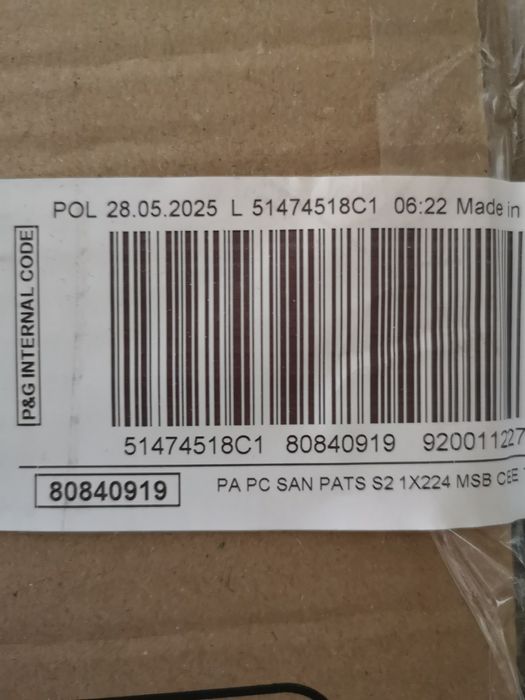 POL 28.05.2025 L 51474518C1 06:22 Made in
P&G INTERNAL CODE
51474518C1 80840919 920011227
80840919
PA PC SAN PATS S2 1X224 MSB CEE